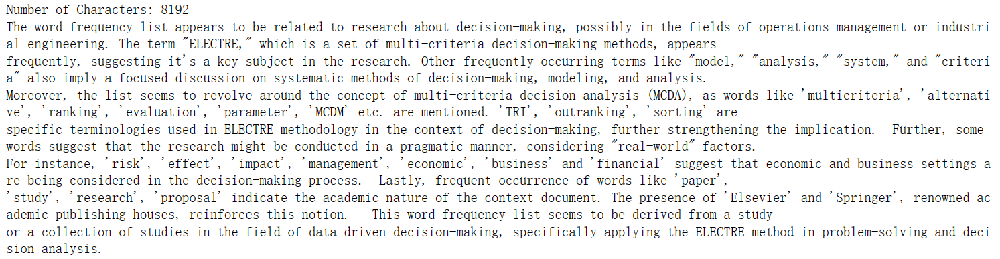 Number of Characters: 8192
The word frequency list appears to be related to research about decision-making, possibly in the fields of operations management or industri
al engineering. The term "ELECTRE," which is a set of multi-criteria decision-making methods, appears
frequently, suggesting it's a key subject in the research. Other frequently occurring terms like "model," "analysis," "system," and "criteri
a" also imply a focused discussion on systematic methods of decision-making, modeling, and analysis.
Moreover, the list seems to revolve around the concept of multi-criteria decision analysis (MCDA), as words like 'multicriteria', 'alternati
ve', 'ranking', 'evaluation', 'parameter', 'MCDM' etc. are mentioned. 'TRI', 'outranking', 'sorting' are
specific terminologies used in ELECTRE methodology in the context of decision-making, further strengthening the implication.  Further, some
words suggest that the research might be conducted in a pragmatic manner, considering "real-world" factors.
For instance, 'risk', 'effect', 'impact', 'management', 'economic', 'business' and 'financial' suggest that economic and business settings a
re being considered in the decision-making process.  Lastly, frequent occurrence of words like 'paper',
'study', 'research', 'proposal' indicate the academic nature of the context document. The presence of 'Elsevier' and 'Springer', renowned ac
ademic publishing houses, reinforces this notion.   This word frequency list seems to be derived from a study
or a collection of studies in the field of data driven decision-making, specifically applying the ELECTRE method in problem-solving and deci
sion analysis.